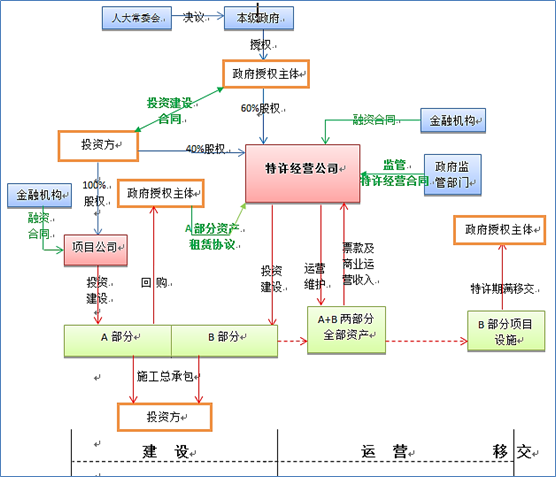 人大常委会
决议
本级政府
授权
政府授权主体
投资建设
合同
60%股权
融资合同
金融机构
投资方
40%股权
特许经营公司
监管
特许经营合同
政府监
管部门
金融机构
100%
股权
政府授权主体
融资
合同
A部分资产
租赁协议
政府授权主体
项目公司
投资
建设
回 购
投资
建设
运营
维护
票款及
商业运
营收入
特许期满移交
A 部分
B 部分
A+B 两部分
全部资产
B 部分项目
设施
施工总承包
投资方
建 设
运 营
移 交